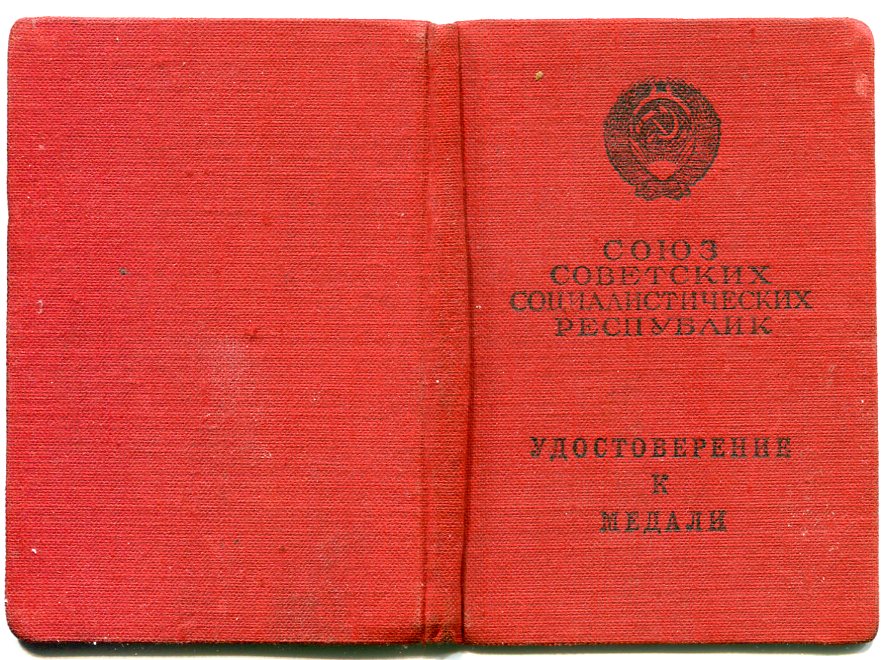 СОЮЗ
СОВЕТСКИХ
СОЦИАЛИСТИЧЕСКИХ
РЕСПУБЛИК
УДОСТОВЕРЕНИЕ
К
МЕДАЛИ